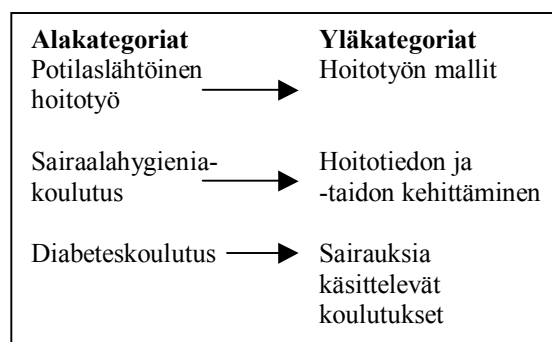 Alakategoriat Yläkategoriat
Potilaslähtöinen Hoitotyön mallit
hoitotyö
Sairaalahygienia- Hoitotiedon ja
koulutus -taidon kehittäminen
Diabeteskoulutus Sairauksia
käsittelevät
koulutukset